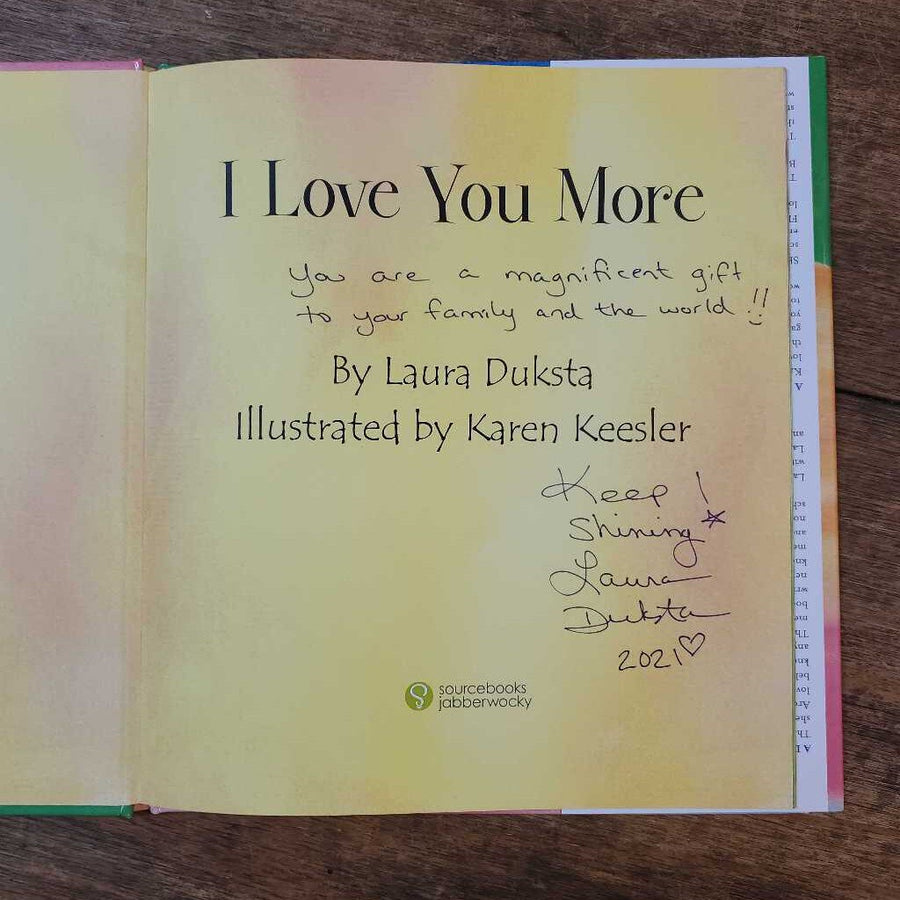 I Love You More
You are a magnificent gift
to your family and the world!!
By Laura Duksta
Illustrated by Karen Keesler
Keep !
Shining
Laura
Duksta
2021
sourcebooks
jabberwocky